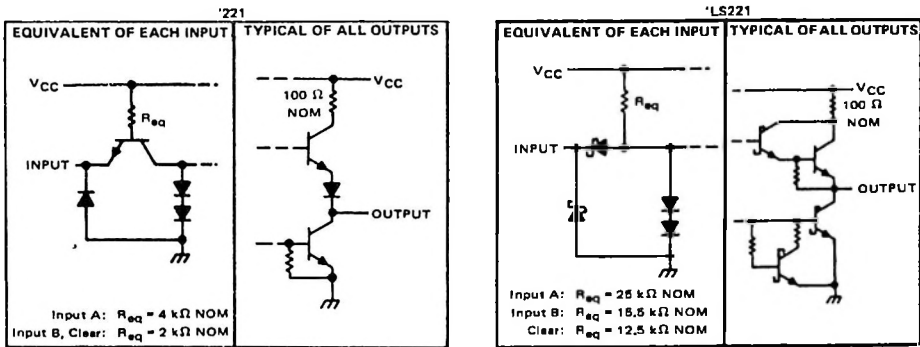 '221
EQUIVALENT OF EACH INPUT
VCC
Req
INPUT
Input A: Req = 4 kΩ NOM
Input B, Clear: Req = 2 kΩ NOM
TYPICAL OF ALL OUTPUTS
VCC
100 Ω
NOM
OUTPUT
'LS221
EQUIVALENT OF EACH INPUT
VCC
Req
INPUT
Input A: Req = 25 kΩ NOM
Input B: Req = 15.5 kΩ NOM
Clear: Req = 12.5 kΩ NOM
TYPICAL OF ALL OUTPUTS
VCC
100 Ω
NOM
OUTPUT